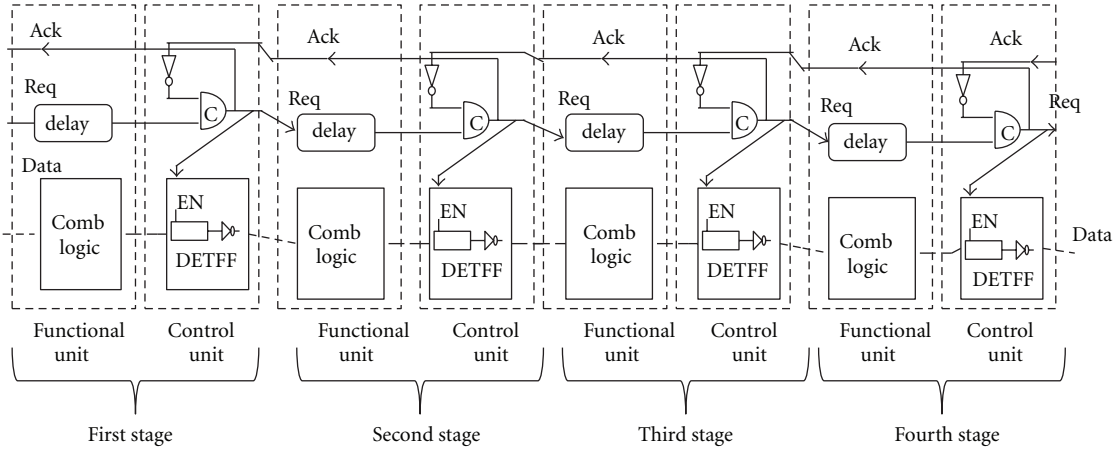 Ack
Ack
Ack
Ack
Ack
Req
Req
Req
Req
Req
delay
C
delay
C
delay
C
delay
C
Data
Comb
logic
EN
DETFF
Comb
logic
EN
DETFF
Comb
logic
EN
DETFF
Comb
logic
EN
DETFF
Data
Functional
unit
Control
unit
Functional
unit
Control
unit
Functional
unit
Control
unit
Functional
unit
Control
unit
First stage
Second stage
Third stage
Fourth stage